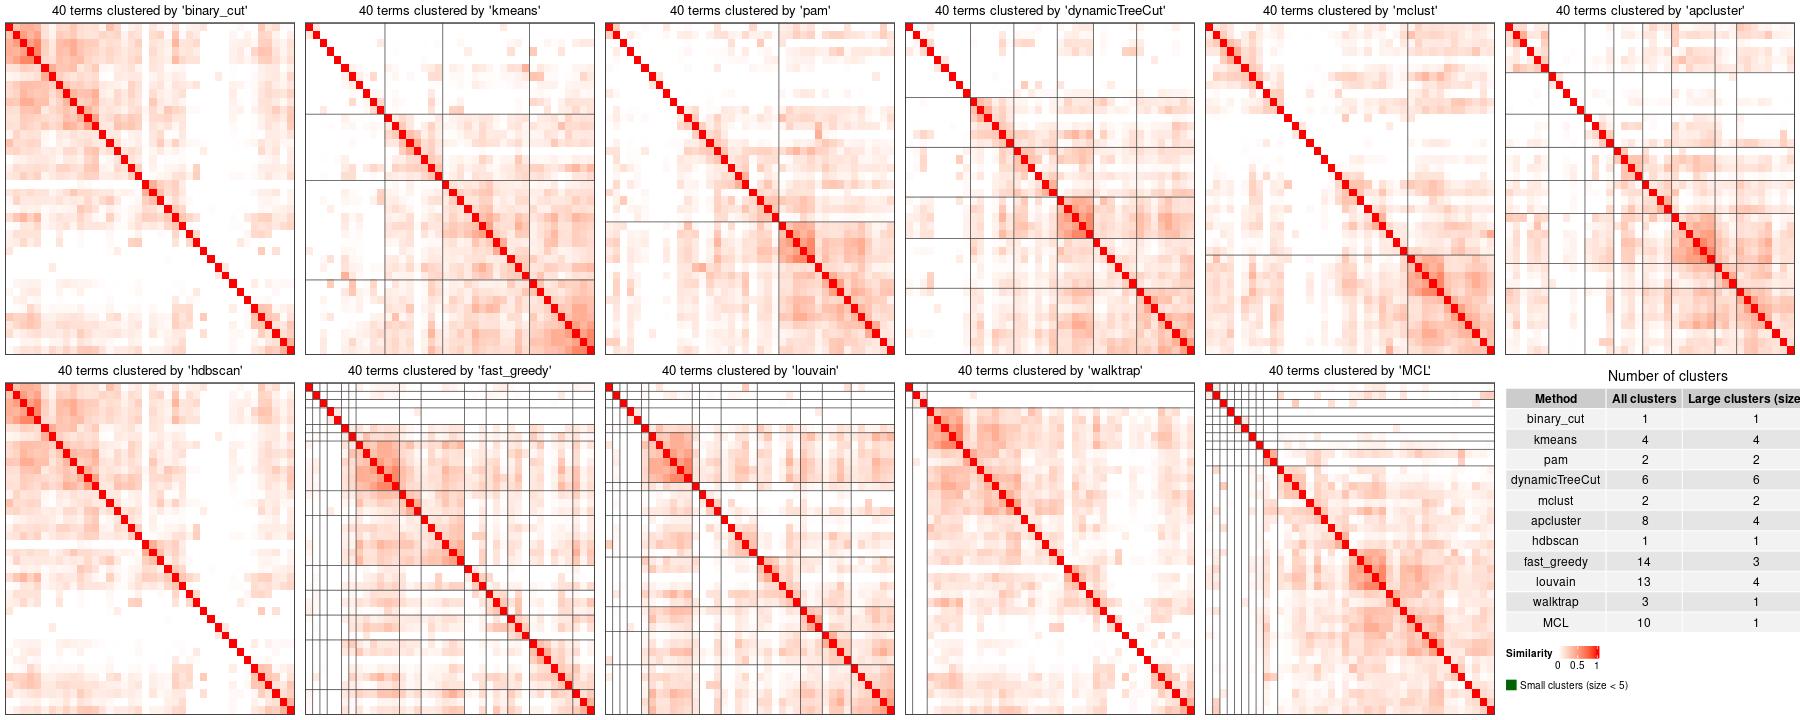 40 terms clustered by 'binary_cut'
40 terms clustered by 'kmeans'
40 terms clustered by 'pam'
40 terms clustered by 'dynamicTreeCut'
40 terms clustered by 'mclust'
40 terms clustered by 'apcluster'
40 terms clustered by 'hdbscan'
40 terms clustered by 'fast_greedy'
40 terms clustered by 'louvain'
40 terms clustered by 'walktrap'
40 terms clustered by 'MCL'
Number of clusters
Method All clusters Large clusters (size
binary_cut 1 1
kmeans 4 4
pam 2 2
dynamicTreeCut 6 6
mclust 2 2
apcluster 8 4
hdbscan 1 1
fast_greedy 14 3
louvain 13 4
walktrap 3 1
MCL 10 1
Similarity
0 0.5 1
Small clusters (size < 5)